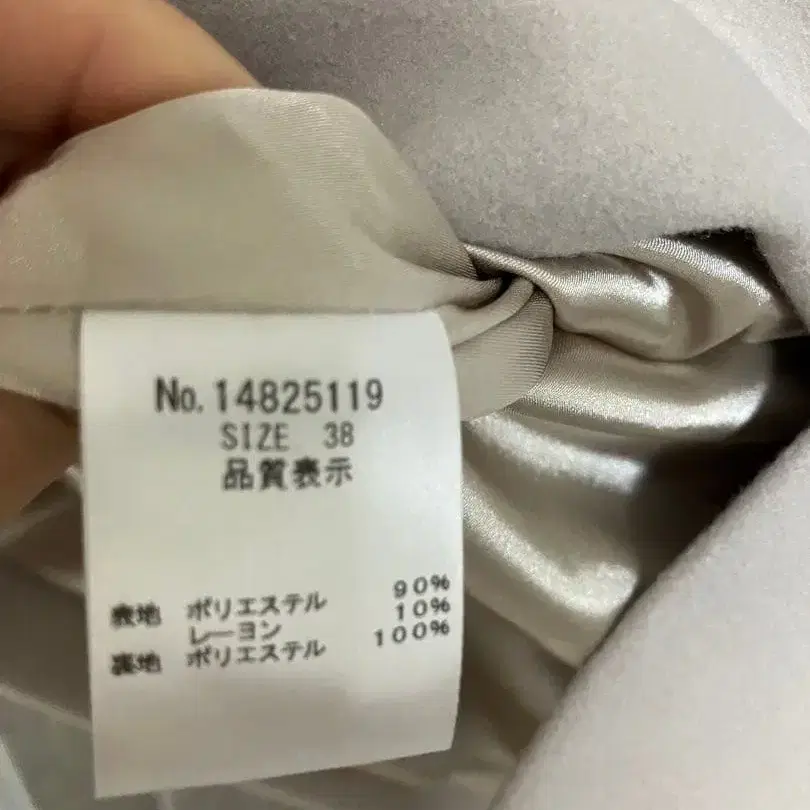 No. 14825119
SIZE 38
品質表示
表地 ポリエステル 90%
レーヨン 10%
裏地 ポリエステル 100%